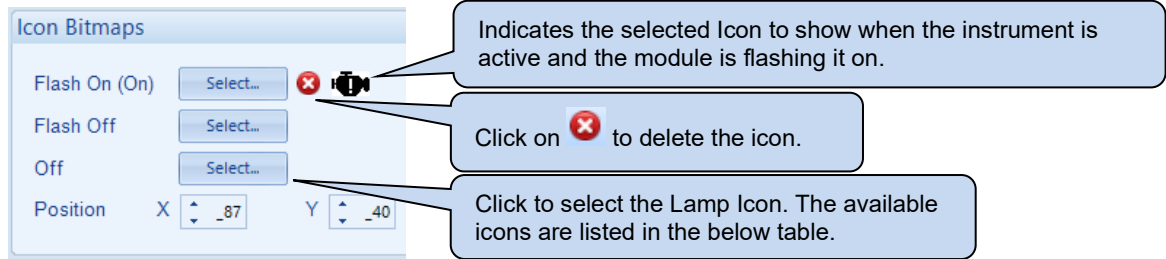 Icon Bitmaps
Indicates the selected Icon to show when the instrument is
active and the module is flashing it on.
Flash On (On) Select...
Click on to delete the icon.
Flash Off Select...
Off Select...
Click to select the Lamp Icon. The available
icons are listed in the below table.
Position X _87 Y _40